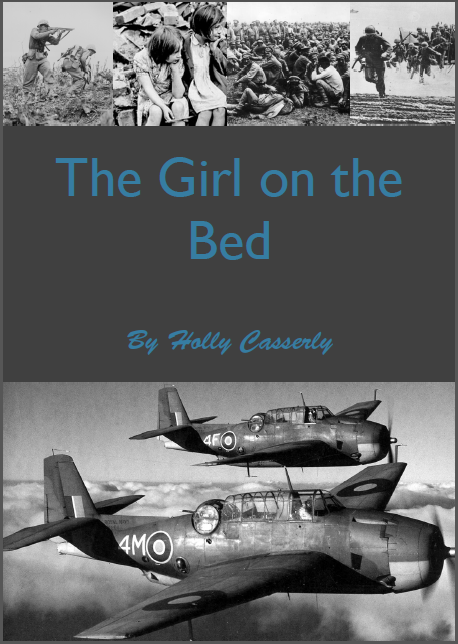 The Girl on the
Bed
By Holly Casserly
4F
4M